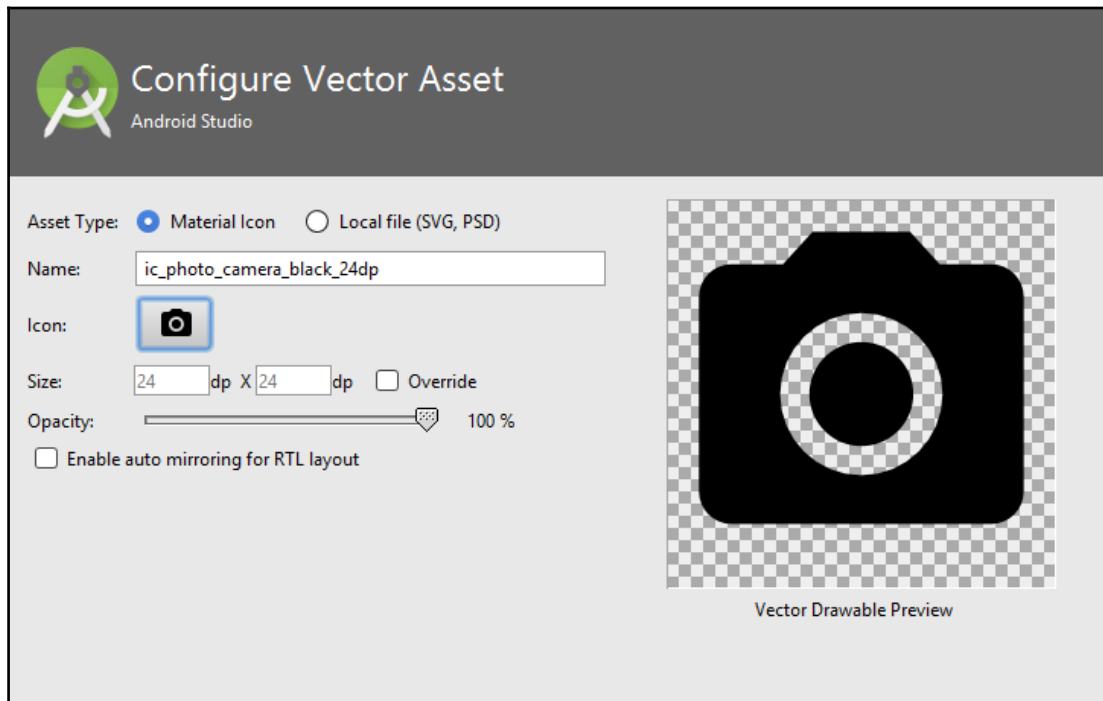 Configure Vector Asset
Android Studio
Asset Type: Material Icon Local file (SVG, PSD)
Name: ic_photo_camera_black_24dp
Icon:
Size: 24 dp X 24 dp Override
Opacity: 100 %
Enable auto mirroring for RTL layout
Vector Drawable Preview